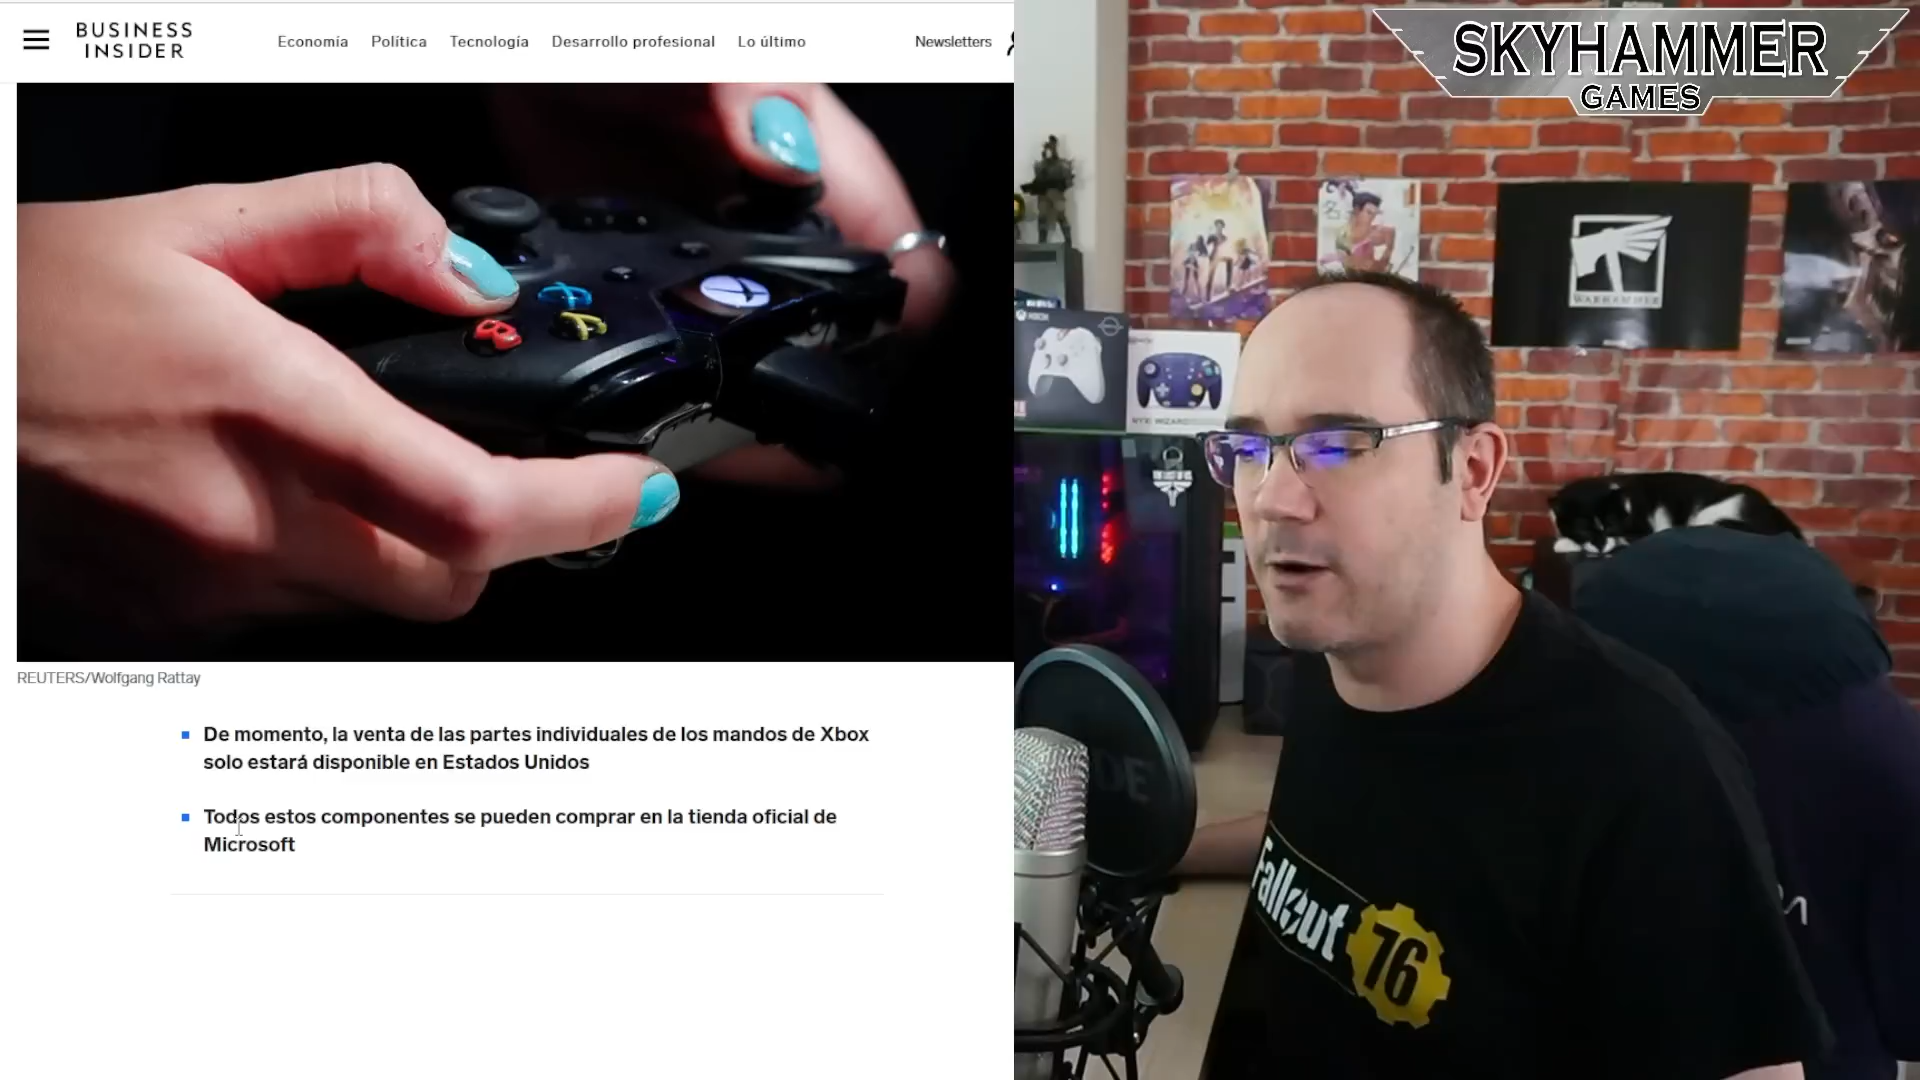 BUSINESS
INSIDER
Economía Política Tecnología Desarrollo profesional Lo último
Newsletters
REUTERS/Wolfgang Rattay
De momento, la venta de las partes individuales de los mandos de Xbox
solo estará disponible en Estados Unidos
Todos estos componentes se pueden comprar en la tienda oficial de
Microsoft
SKYHAMMER
GAMES
WARHAMMER
XBOX
Fallout
76